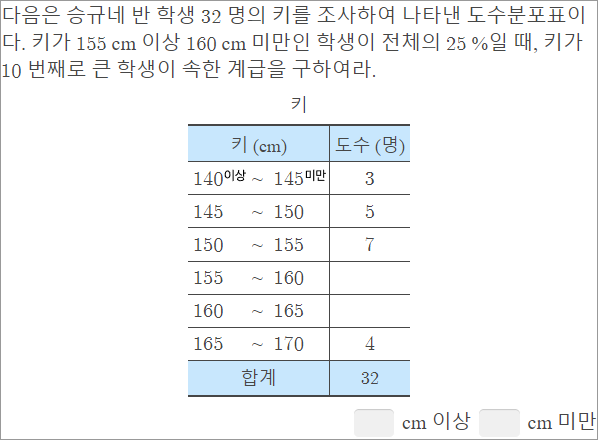 다음은 승규네 반 학생 32 명의 키를 조사하여 나타낸 도수분포표이
다. 키가 155 cm 이상 160 cm 미만인 학생이 전체의 25 %일 때, 키가
10 번째로 큰 학생이 속한 계급을 구하여라.
키
키 (cm) 도수 (명)
140이상 ~ 145미만 3
145 ~ 150 5
150 ~ 155 7
155 ~ 160
160 ~ 165
165 ~ 170 4
합계 32
cm 이상 cm 미만